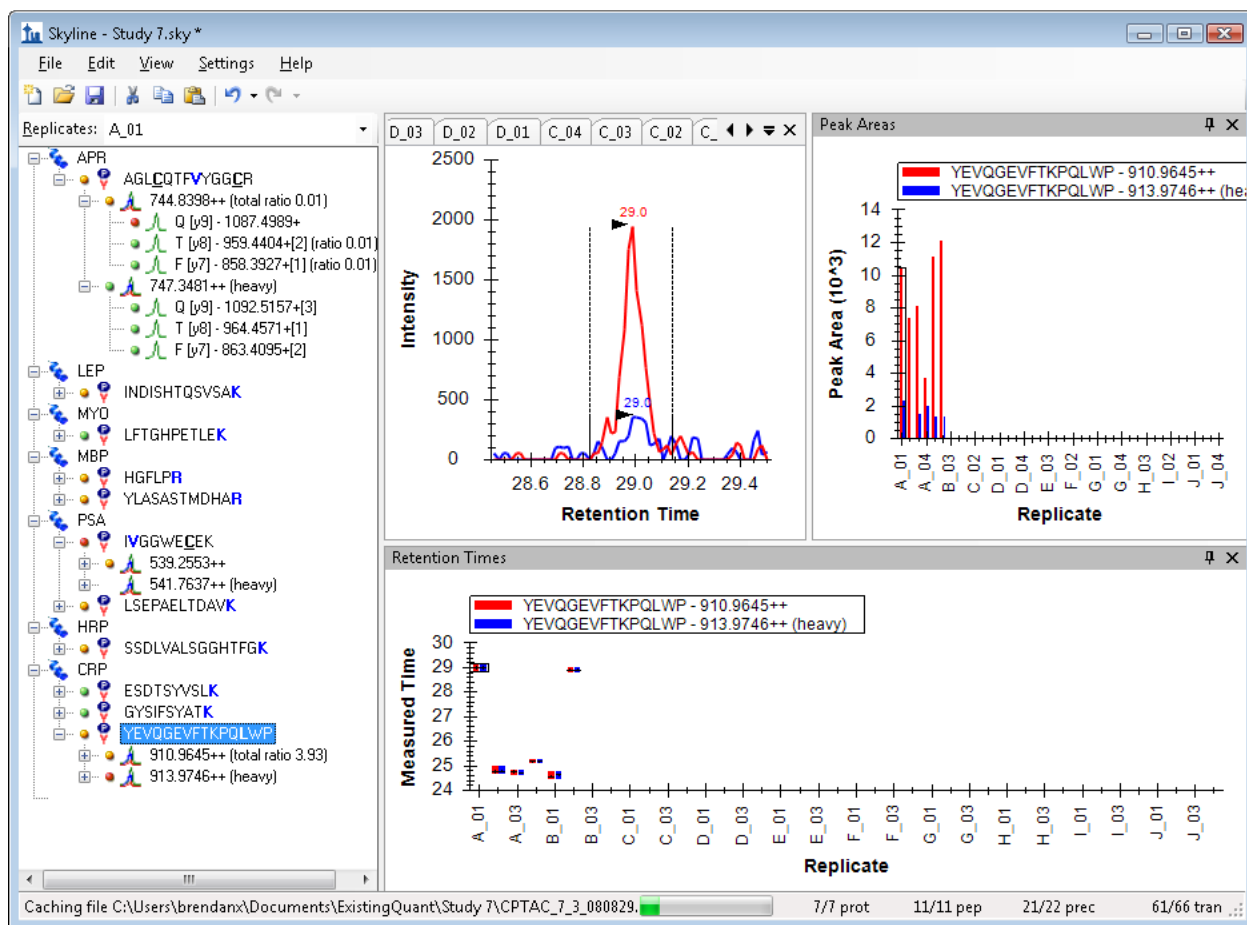 Skyline - Study 7.sky *
File Edit View Settings Help
Replicates: A_01
APR
AGLCQTFVYGGCR
744.8398++ (total ratio 0.01)
Q [y9] - 1087.4989+
T [y8] - 959.4404+[2] (ratio 0.01)
F [y7] - 858.3927+[1] (ratio 0.01)
747.3481++ (heavy)
Q [y9] - 1092.5157+[3]
T [y8] - 964.4571+[1]
F [y7] - 863.4095+[2]
LEP
INDISHTQSVSAK
MYO
LFTGHPETLEK
MBP
HGFLPR
YLASASTMDHAR
PSA
IVGGWECEK
539.2553++
541.7637++ (heavy)
LSEPAELTDAVK
HRP
SSDLVALSGGHTFGK
CRP
ESDTSYVSLK
GYSIFSYATK
YEVQGEVFTKPQLWP
910.9645++ (total ratio 3.93)
913.9746++ (heavy)
D_03 D_02 D_01 C_04 C_03 C_02 C_
2500
2000
1500
1000
500
0
Intensity
29.0
29.0
28.6 28.8 29.0 29.2 29.4
Retention Time
Peak Areas
YEVQGEVFTKPQLWP - 910.9645++
YEVQGEVFTKPQLWP - 913.9746++ (hea
14
12
10
8
6
4
2
0
Peak Area (10^3)
A_01 A_04 B_03 C_02 D_01 D_04 E_03 F_02 G_01 G_04 H_03 I_02 J_01 J_04
Replicate
Retention Times
YEVQGEVFTKPQLWP - 910.9645++
YEVQGEVFTKPQLWP - 913.9746++ (heavy)
30
29
28
27
26
25
24
Measured Time
A_01 A_03 B_01 B_03 C_01 C_03 D_01 D_03 E_01 E_03 F_01 F_03 G_01 G_03 H_01 H_03 I_01 I_03 J_01 J_03
Replicate
Caching file C:\Users\brendanx\Documents\ExistingQuant\Study 7\CPTAC_7_3_080829. 7/7 prot 11/11 pep 21/22 prec 61/66 tran